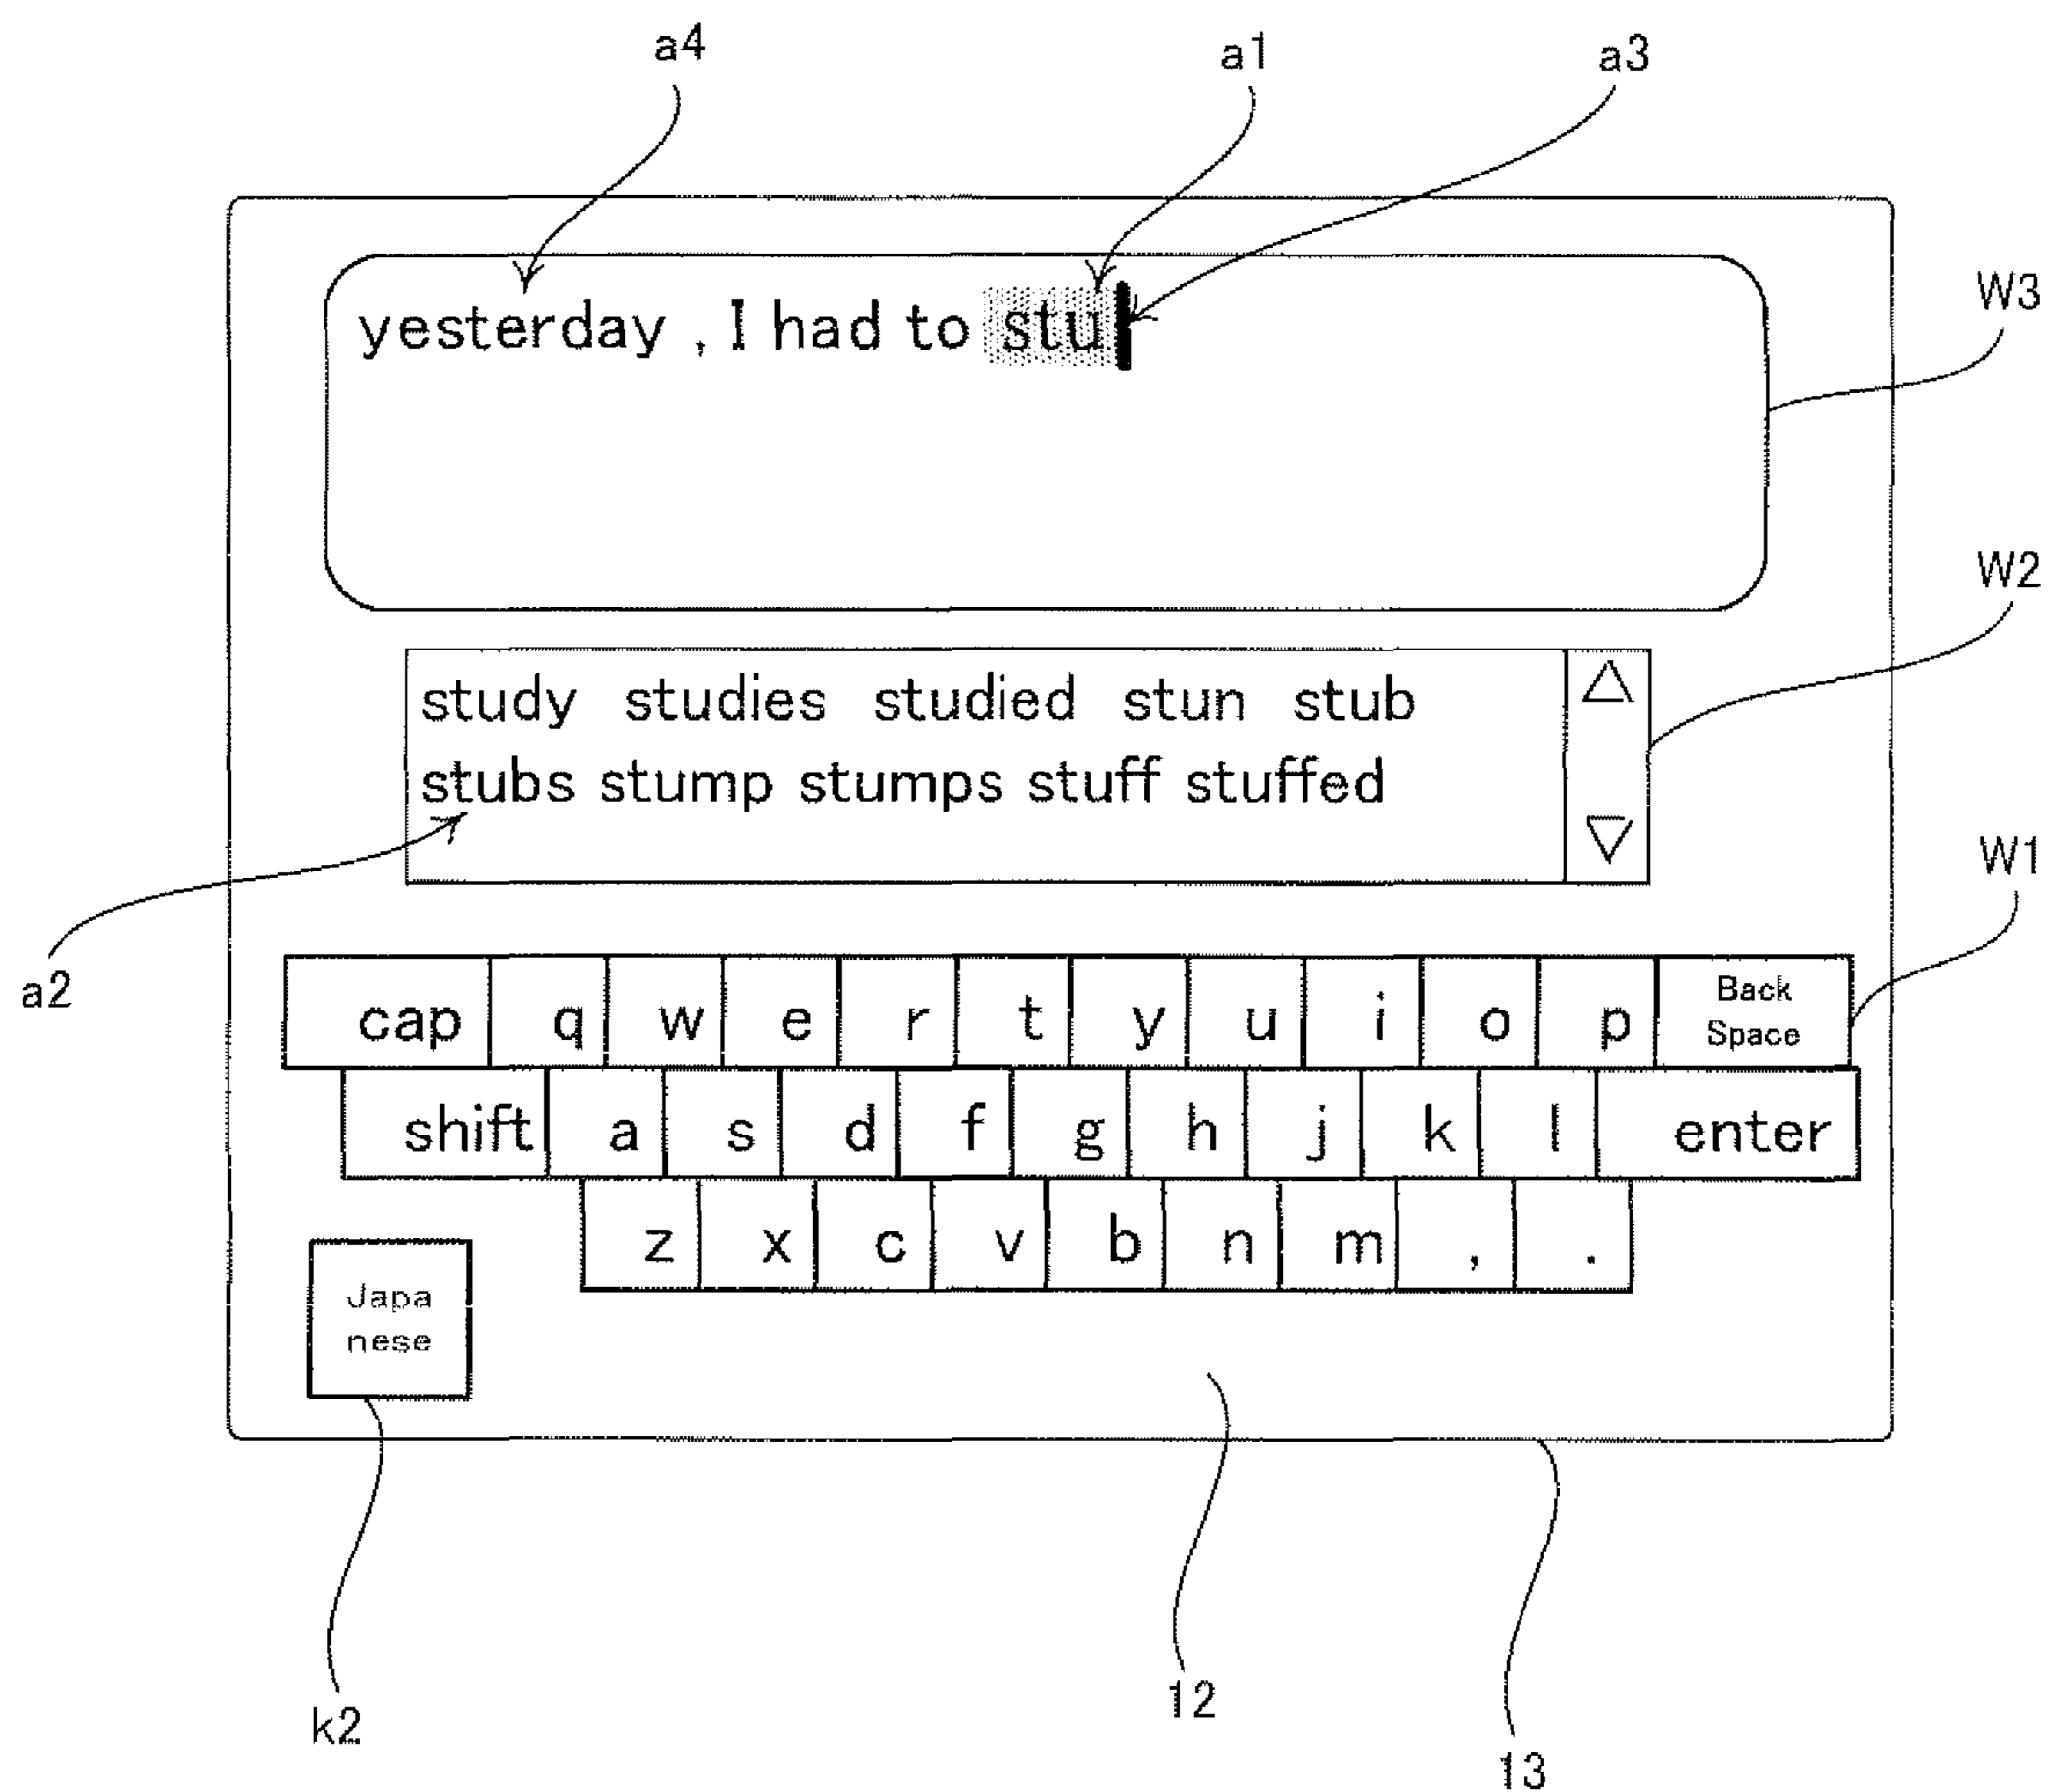 a4 a1 a3
yesterday , I had to stu
W3
W2
study studies studied stun stub
stubs stump stumps stuff stuffed
W1
a2
cap q w e r t y u i o p Back Space
shift a s d f g h j k l enter
z x c v b n m , .
Japa
nese
k2
12
13